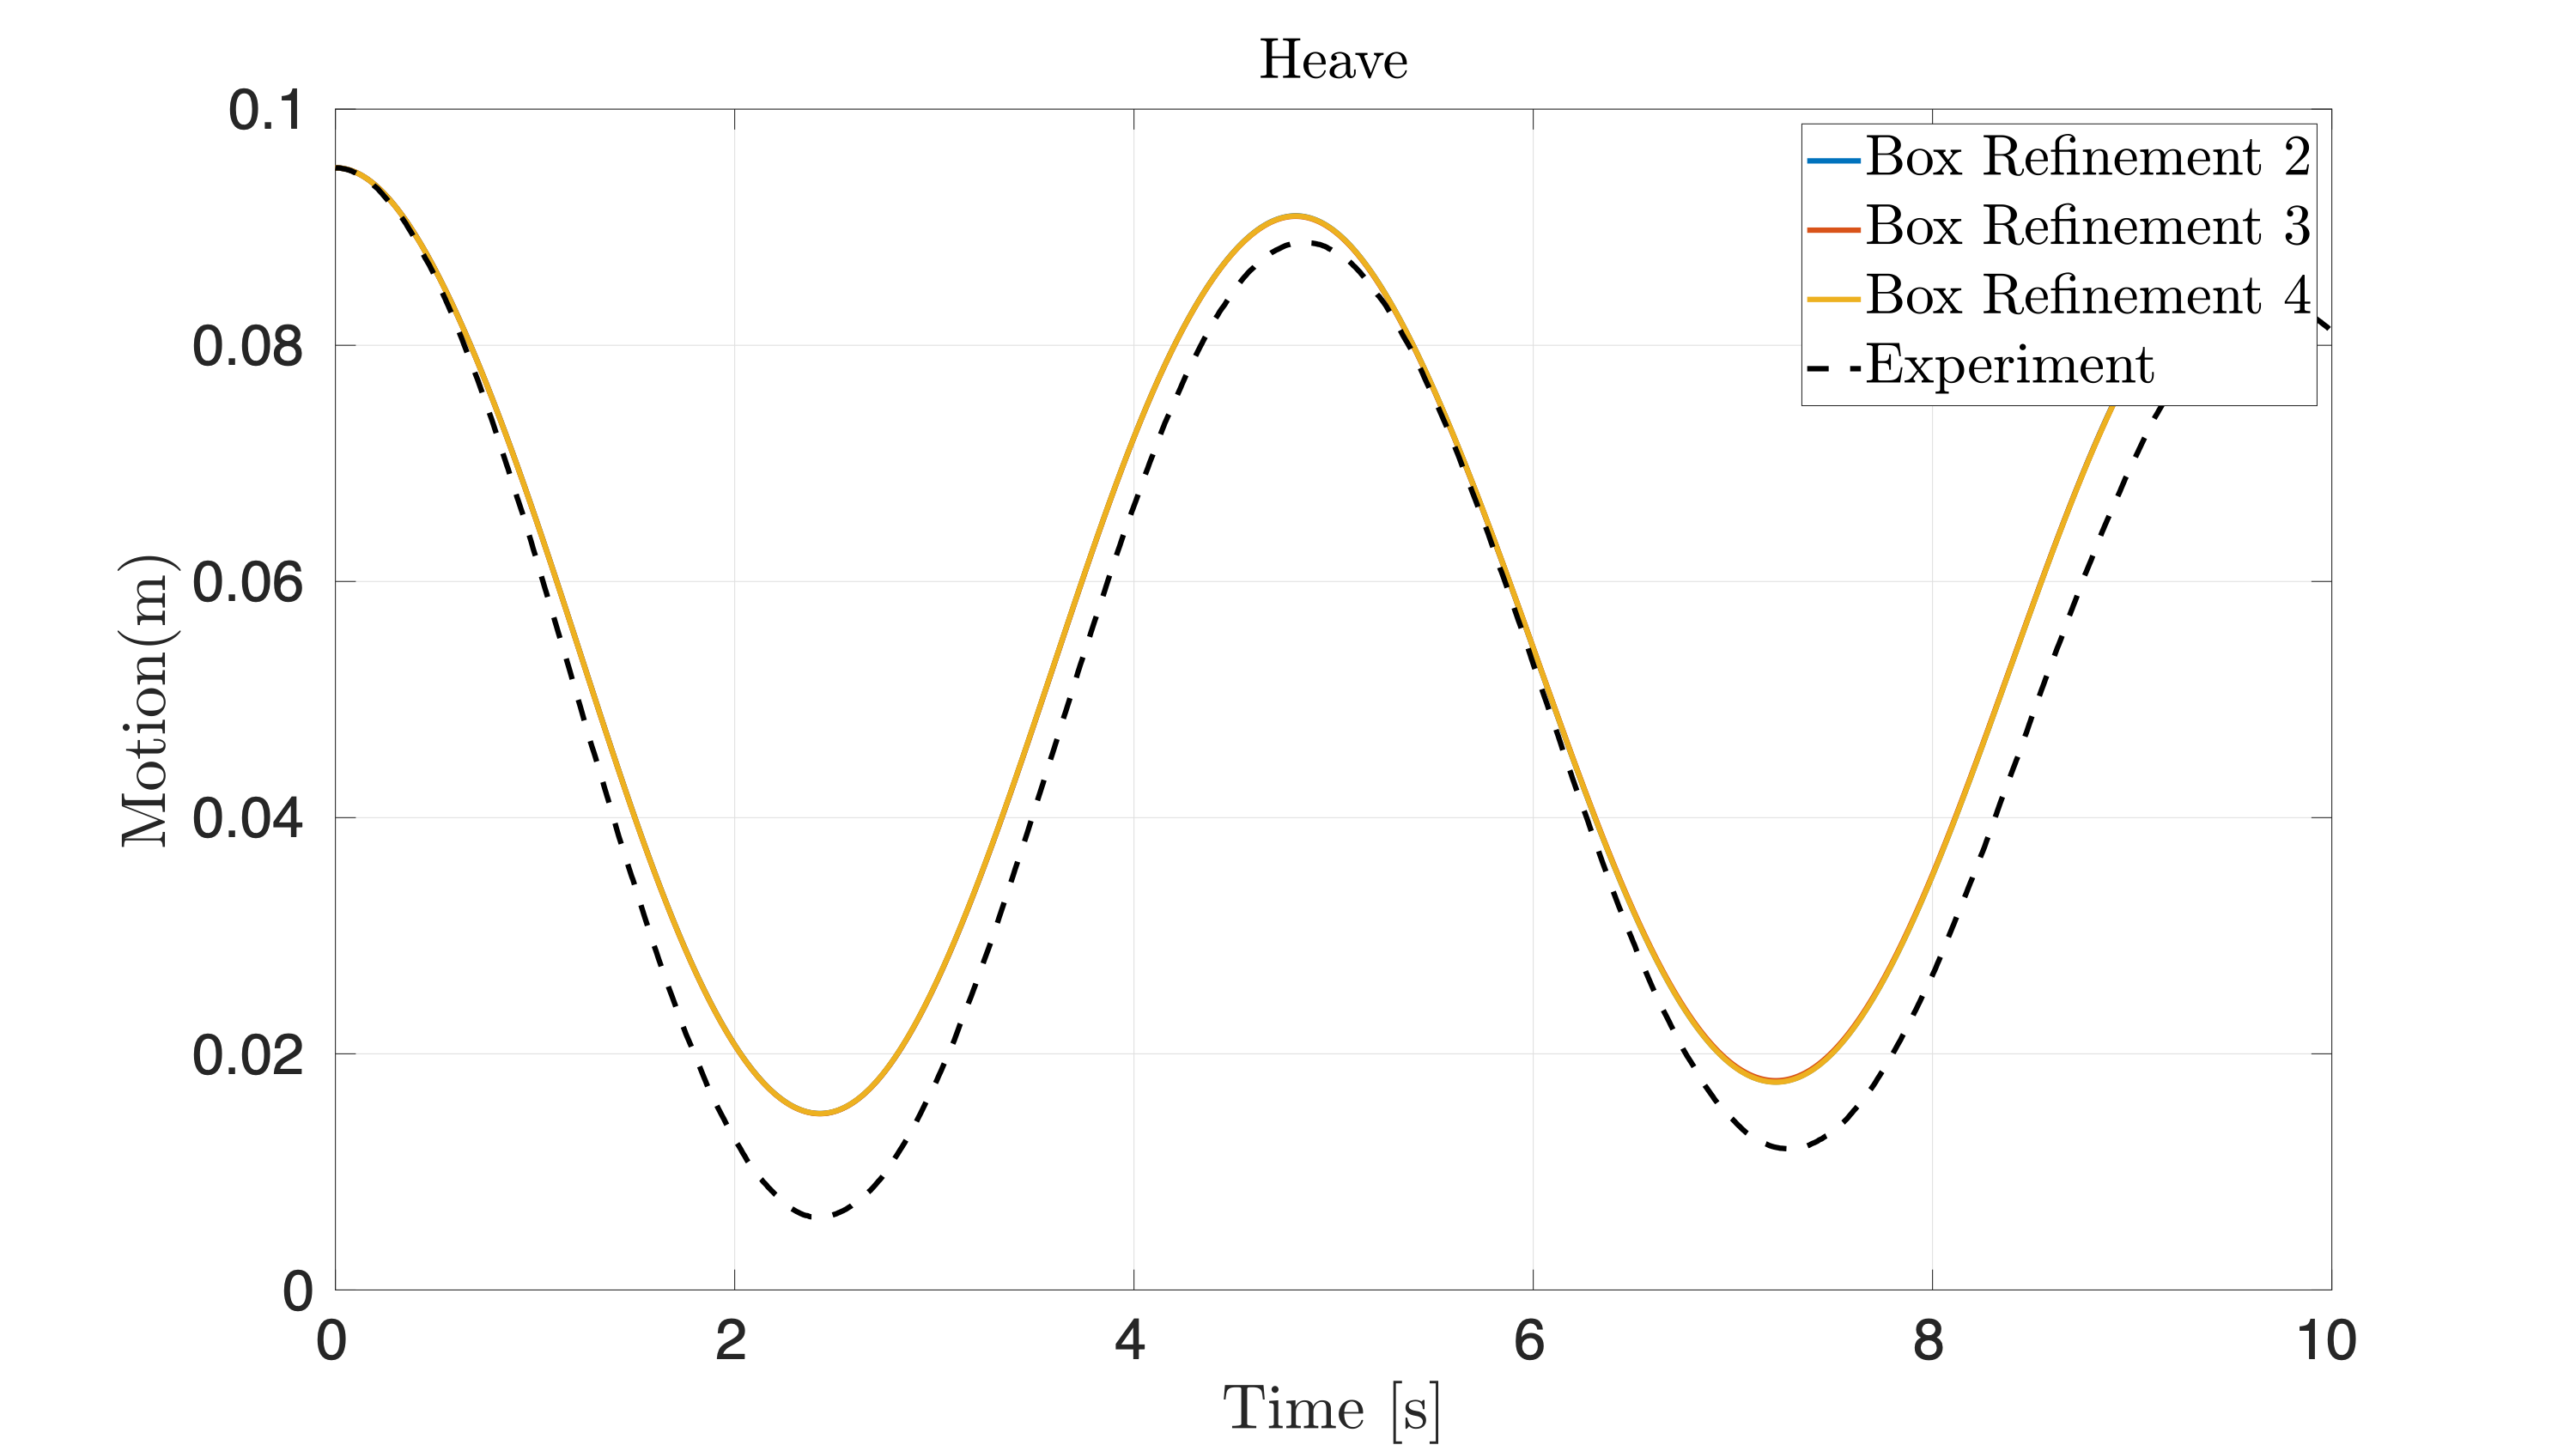 Heave
0.1
0.08
0.06
0.04
0.02
0
Motion(m)
0
2
4
6
8
10
Time [s]
Box Refinement 2
Box Refinement 3
Box Refinement 4
Experiment